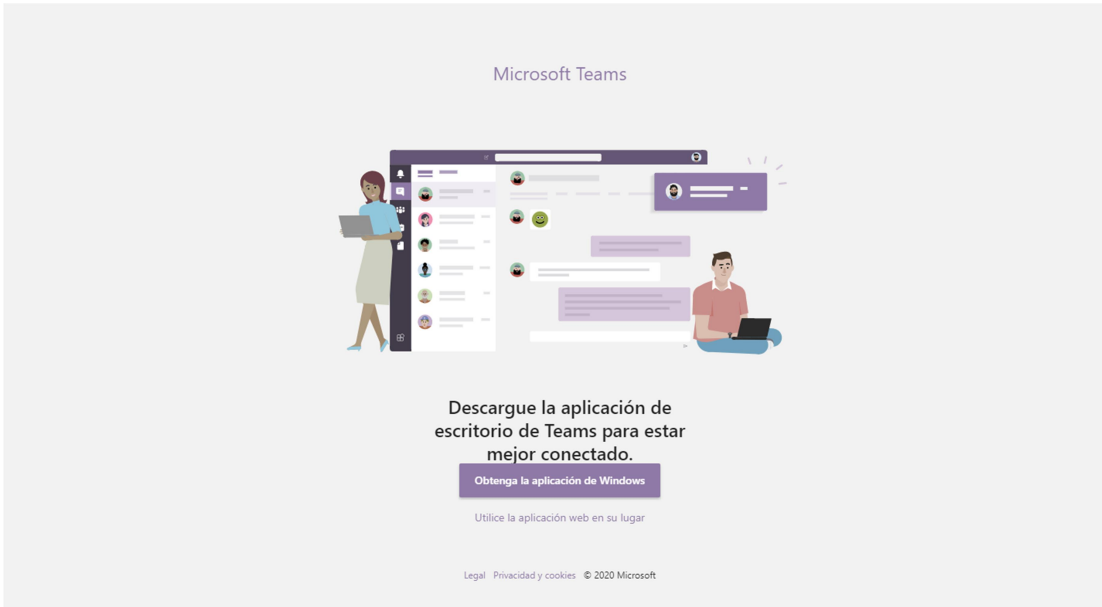 Microsoft Teams
Descargue la aplicación de
escritorio de Teams para estar
mejor conectado.
Obtenga la aplicación de Windows
Utilice la aplicación web en su lugar
Legal Privacidad y cookies © 2020 Microsoft